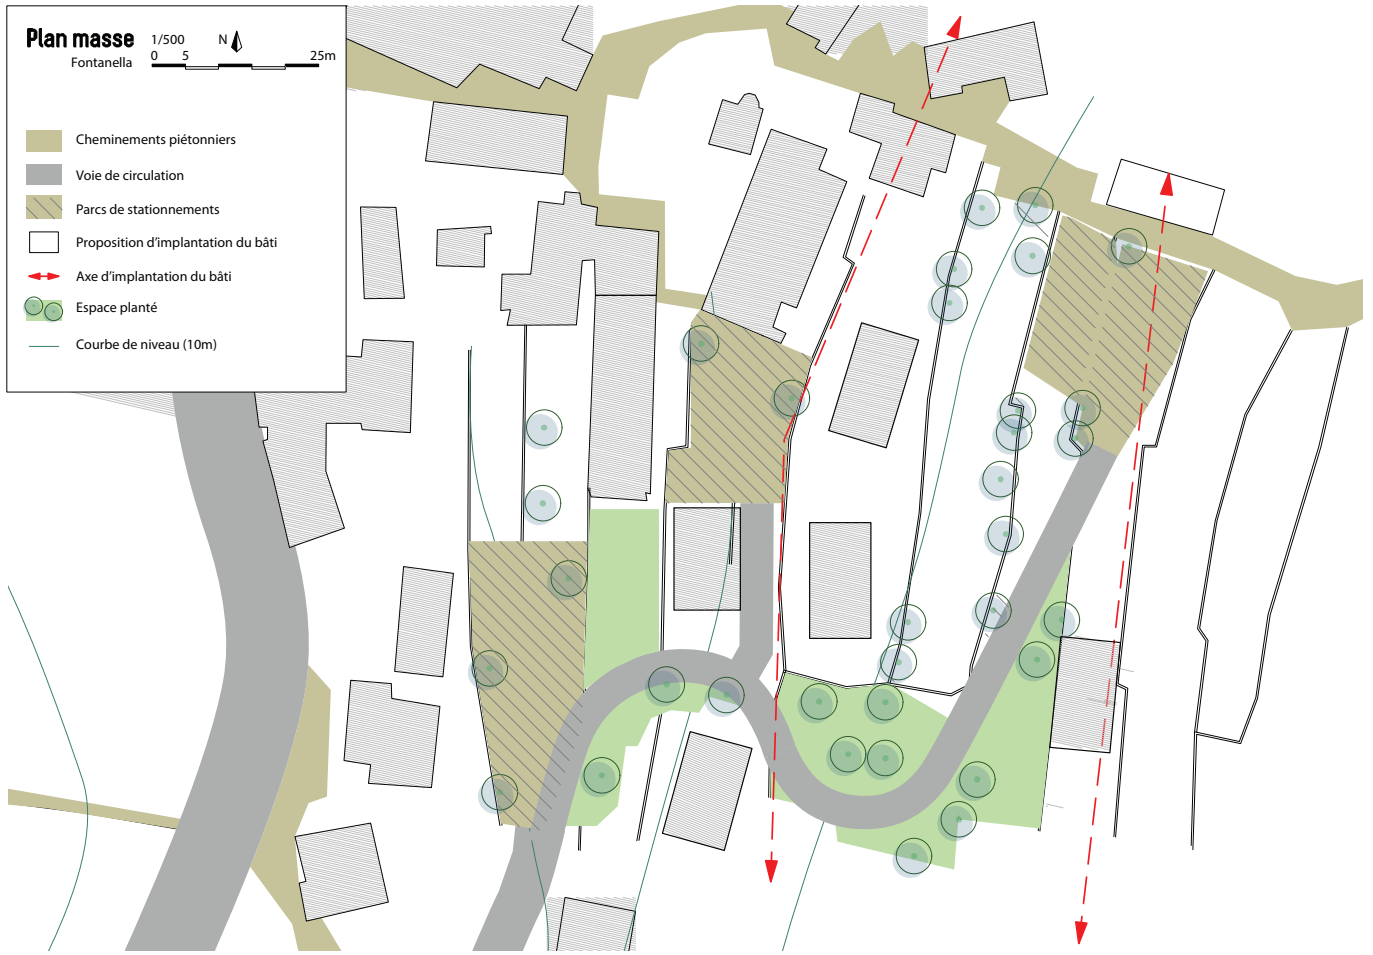 Plan masse
Fontanella
1/500
N
0 5 25m
Cheminements piétonniers
Voie de circulation
Parcs de stationnements
Proposition d'implantation du bâti
Axe d'implantation du bâti
Espace planté
Courbe de niveau (10m)